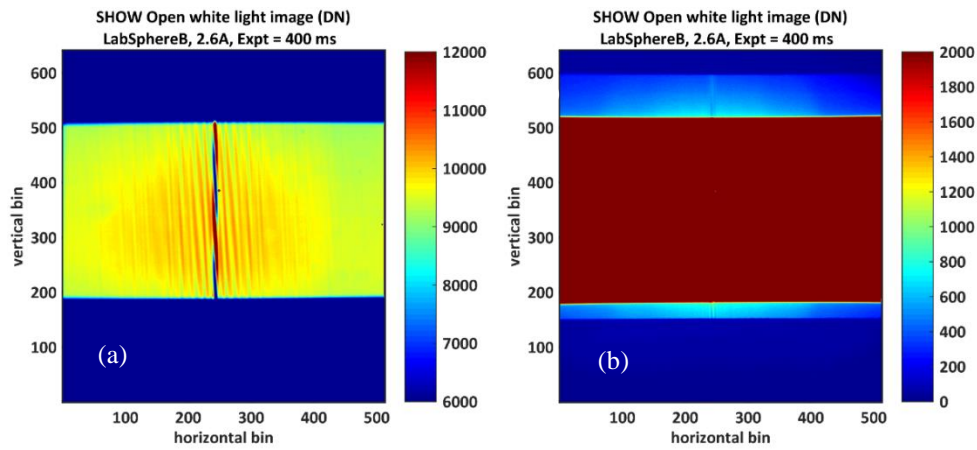 SHOW Open white light image (DN)
LabSphereB, 2.6A, Expt = 400 ms
600
500
400
300
200
100
vertical bin
(a)
100 200 300 400 500
horizontal bin
12000
11000
10000
9000
8000
7000
6000
SHOW Open white light image (DN)
LabSphereB, 2.6A, Expt = 400 ms
600
500
400
300
200
100
vertical bin
(b)
100 200 300 400 500
horizontal bin
2000
1800
1600
1400
1200
1000
800
600
400
200
0